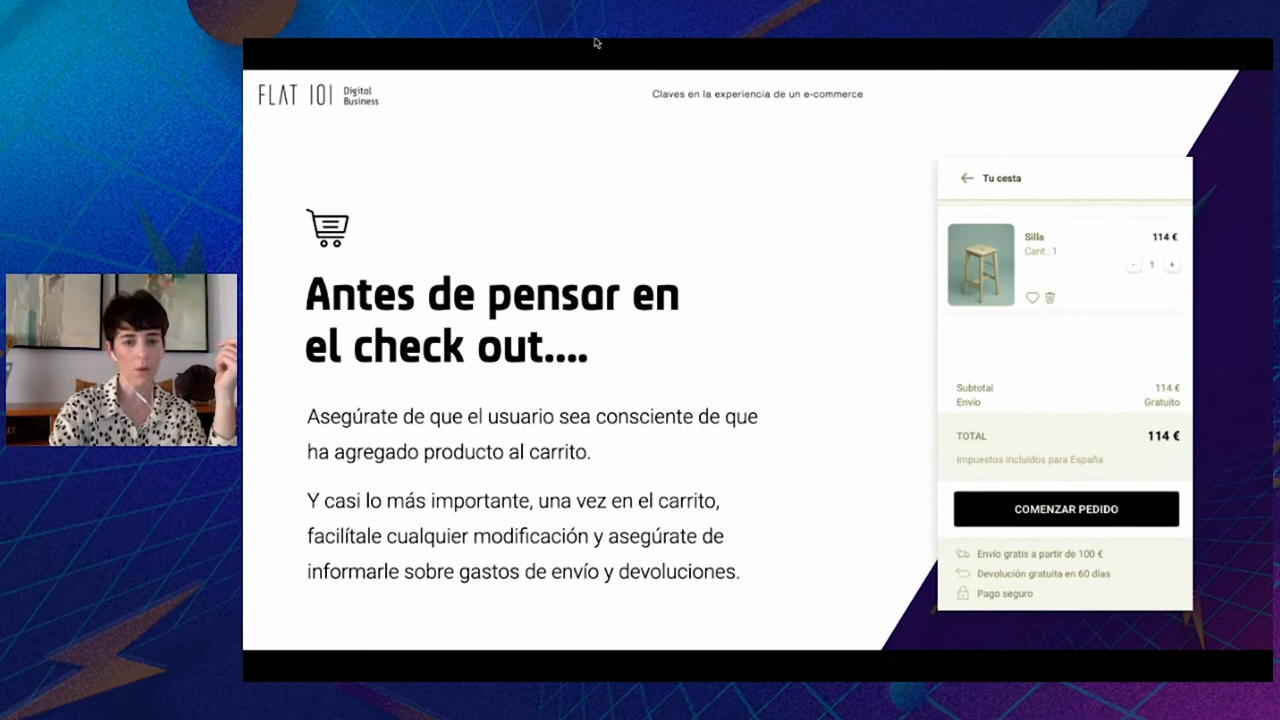 FLAT 101 Digital Business
Claves en la experiencia de un e-commerce
Antes de pensar en
el check out....
Asegúrate de que el usuario sea consciente de que
ha agregado producto al carrito.
Y casi lo más importante, una vez en el carrito,
facilítale cualquier modificación y asegúrate de
informarle sobre gastos de envío y devoluciones.
Tu cesta
Silla 114 €
Cant.: 1
- 1 +
Subtotal 114 €
Envío Gratuito
TOTAL 114 €
Impuestos incluídos para España
COMENZAR PEDIDO
Envío gratis a partir de 100 €
Devolución gratuita en 60 días
Pago seguro